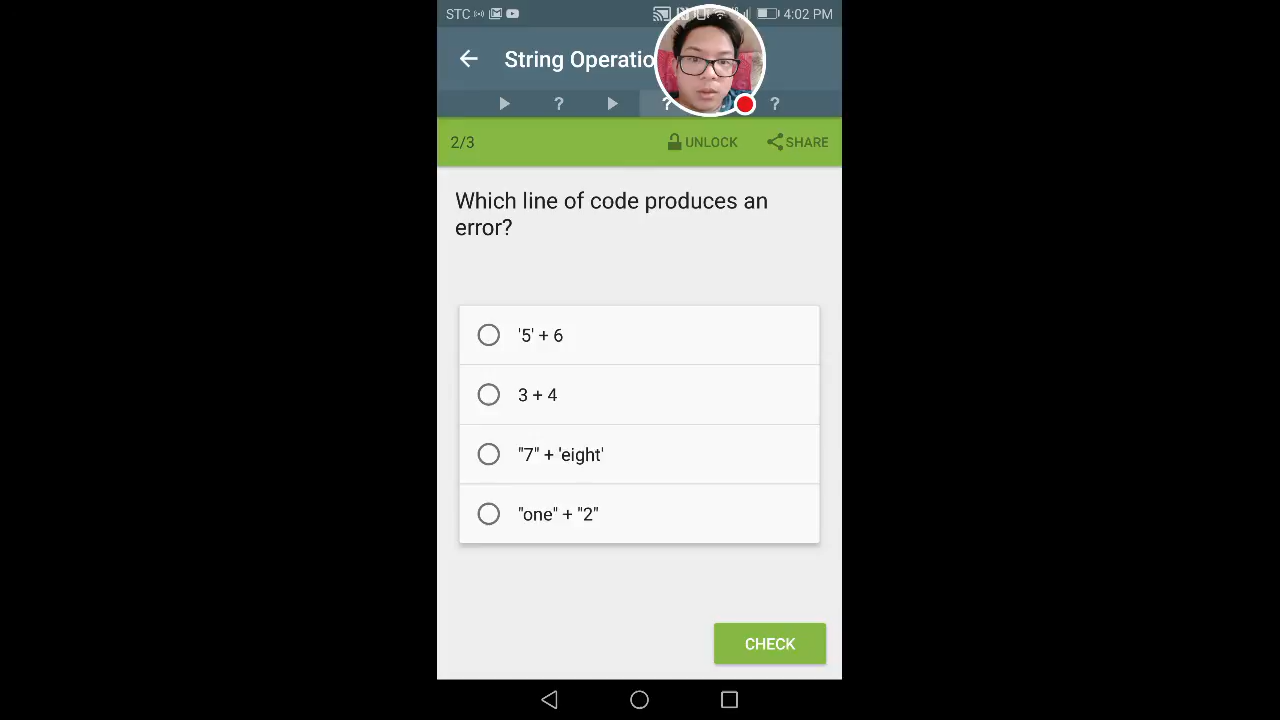 STC 4:02 PM
String Operatio
? ? ?
2/3 UNLOCK SHARE
Which line of code produces an
error?
'5' + 6
3 + 4
"7" + 'eight'
"one" + "2"
CHECK